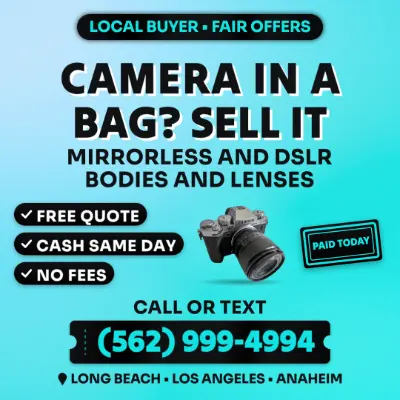 LOCAL BUYER • FAIR OFFERS
CAMERA IN A
BAG? SELL IT
MIRRORLESS AND DSLR
BODIES AND LENSES
FREE QUOTE
CASH SAME DAY
NO FEES
PAID TODAY
CALL OR TEXT
(562) 999-4994
LONG BEACH • LOS ANGELES • ANAHEIM